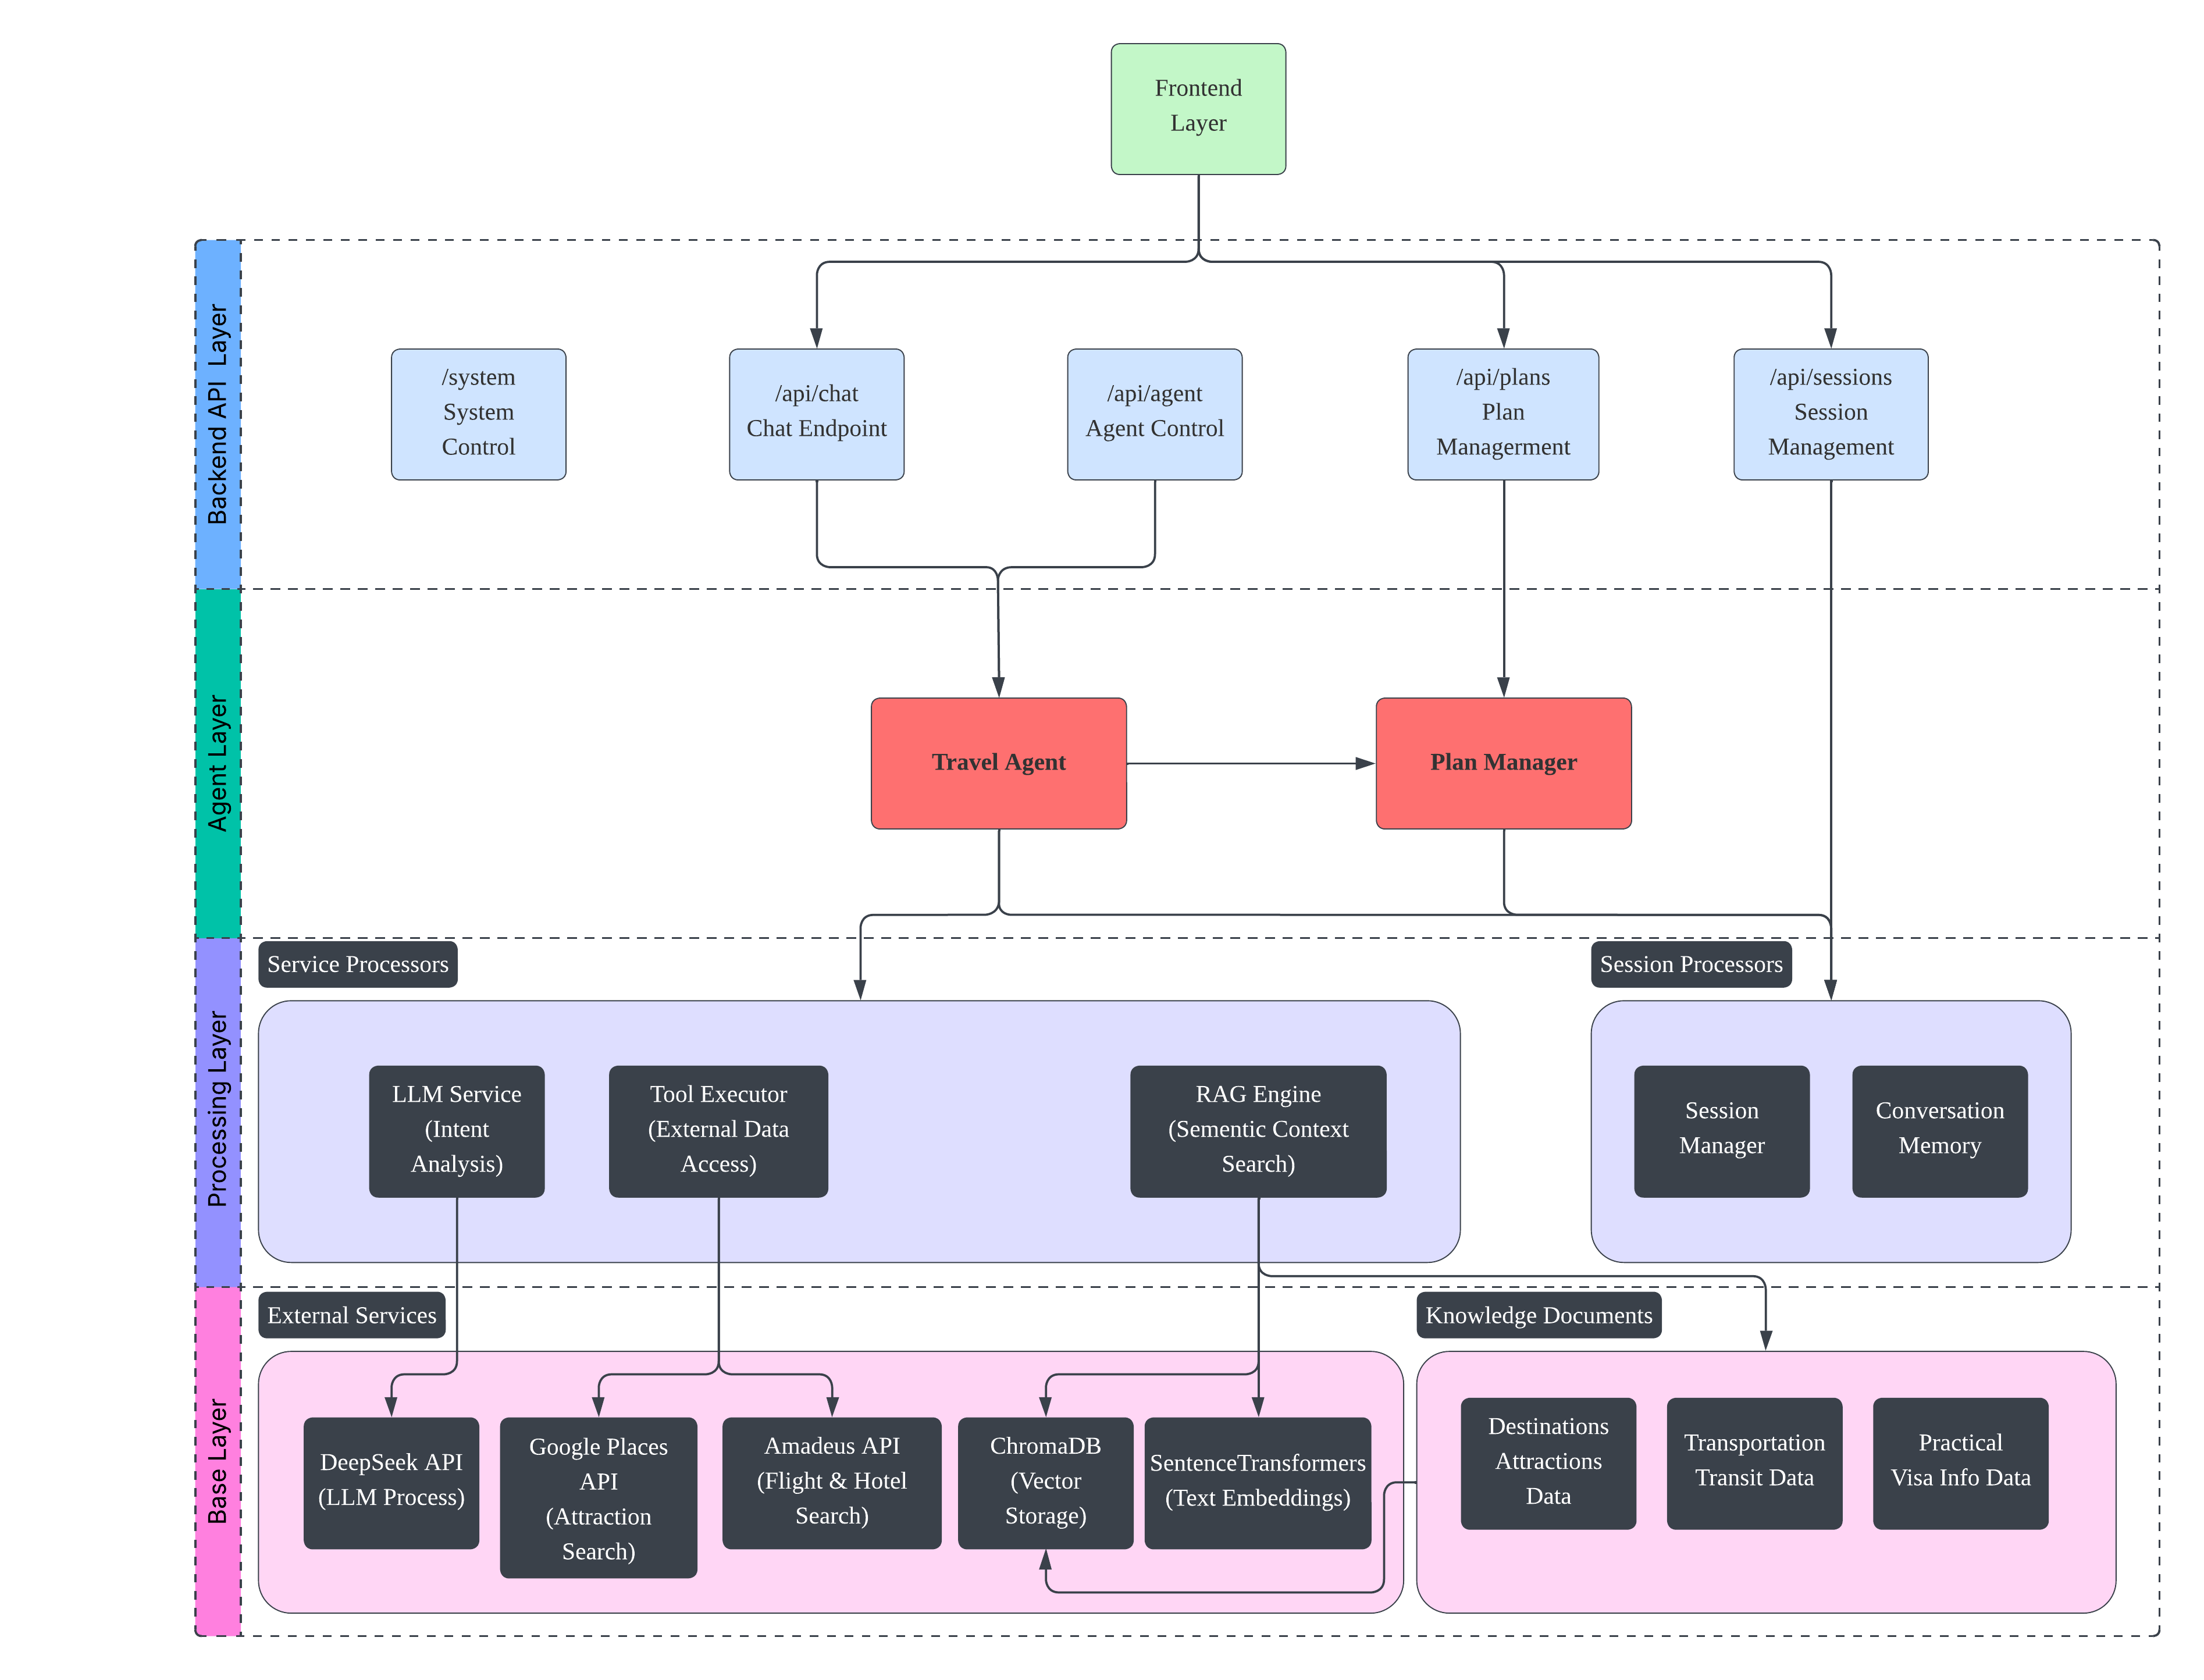 Frontend
Layer
Backend API Layer
/system
System
Control
/api/chat
Chat Endpoint
/api/agent
Agent Control
/api/plans
Plan
Managerment
/api/sessions
Session
Management
Agent Layer
Travel Agent
Plan Manager
Processing Layer
Service Processors
LLM Service
(Intent
Analysis)
Tool Executor
(External Data
Access)
RAG Engine
(Sementic Context
Search)
Session Processors
Session
Manager
Conversation
Memory
Base Layer
External Services
DeepSeek API
(LLM Process)
Google Places
API
(Attraction
Search)
Amadeus API
(Flight & Hotel
Search)
ChromaDB
(Vector
Storage)
SentenceTransformers
(Text Embeddings)
Knowledge Documents
Destinations
Attractions
Data
Transportation
Transit Data
Practical
Visa Info Data